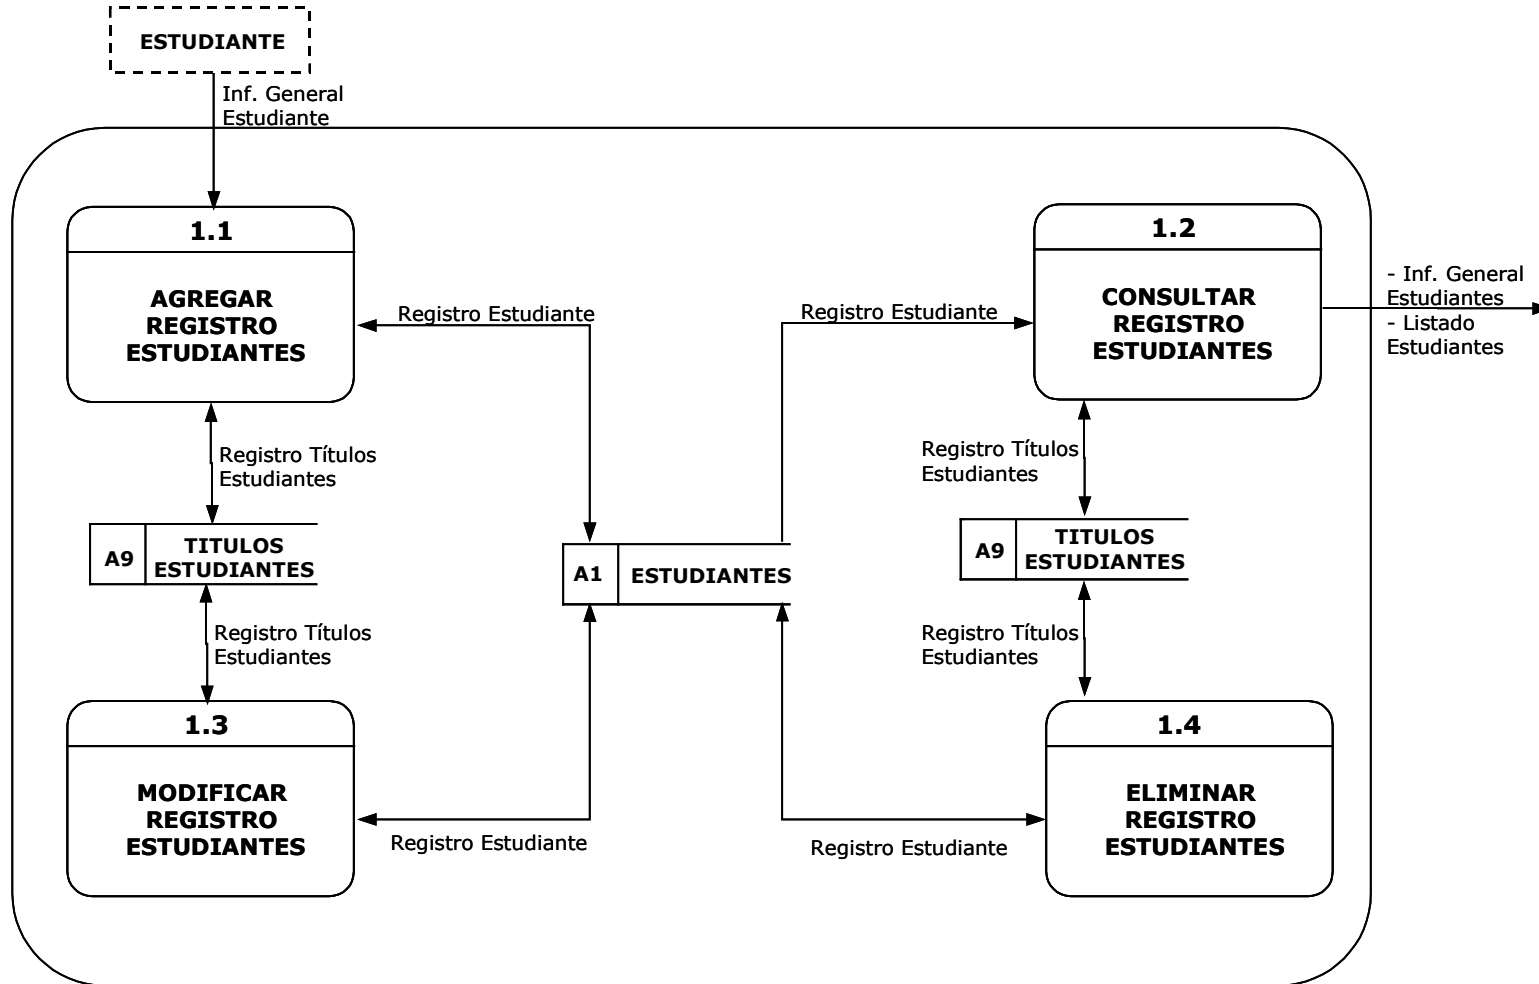 ESTUDIANTE
Inf. General
Estudiante
1.1
AGREGAR
REGISTRO
ESTUDIANTES
1.2
CONSULTAR
REGISTRO
ESTUDIANTES
- Inf. General
Estudiantes
- Listado
Estudiantes
Registro Estudiante
Registro Estudiante
Registro Títulos
Estudiantes
Registro Títulos
Estudiantes
A9
TITULOS
ESTUDIANTES
A1
ESTUDIANTES
A9
TITULOS
ESTUDIANTES
Registro Títulos
Estudiantes
Registro Títulos
Estudiantes
1.3
MODIFICAR
REGISTRO
ESTUDIANTES
1.4
ELIMINAR
REGISTRO
ESTUDIANTES
Registro Estudiante
Registro Estudiante